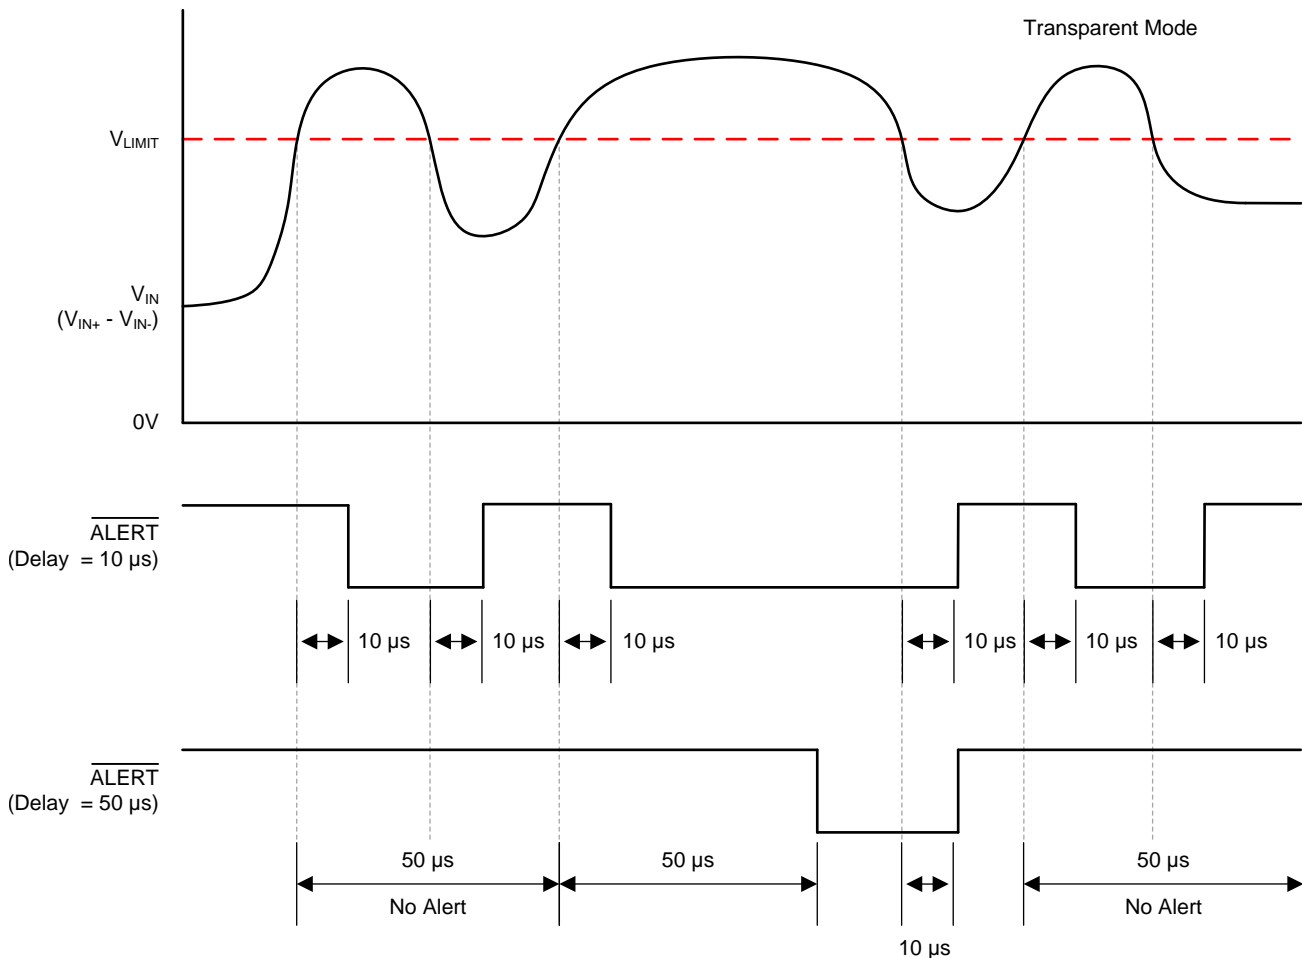 Transparent Mode
VLIMIT
VIN
(VIN+ - VIN-)
0V
ALERT
(Delay = 10 µs)
10 µs
10 µs
10 µs
10 µs
10 µs
10 µs
ALERT
(Delay = 50 µs)
50 µs
50 µs
50 µs
No Alert
No Alert
10 µs